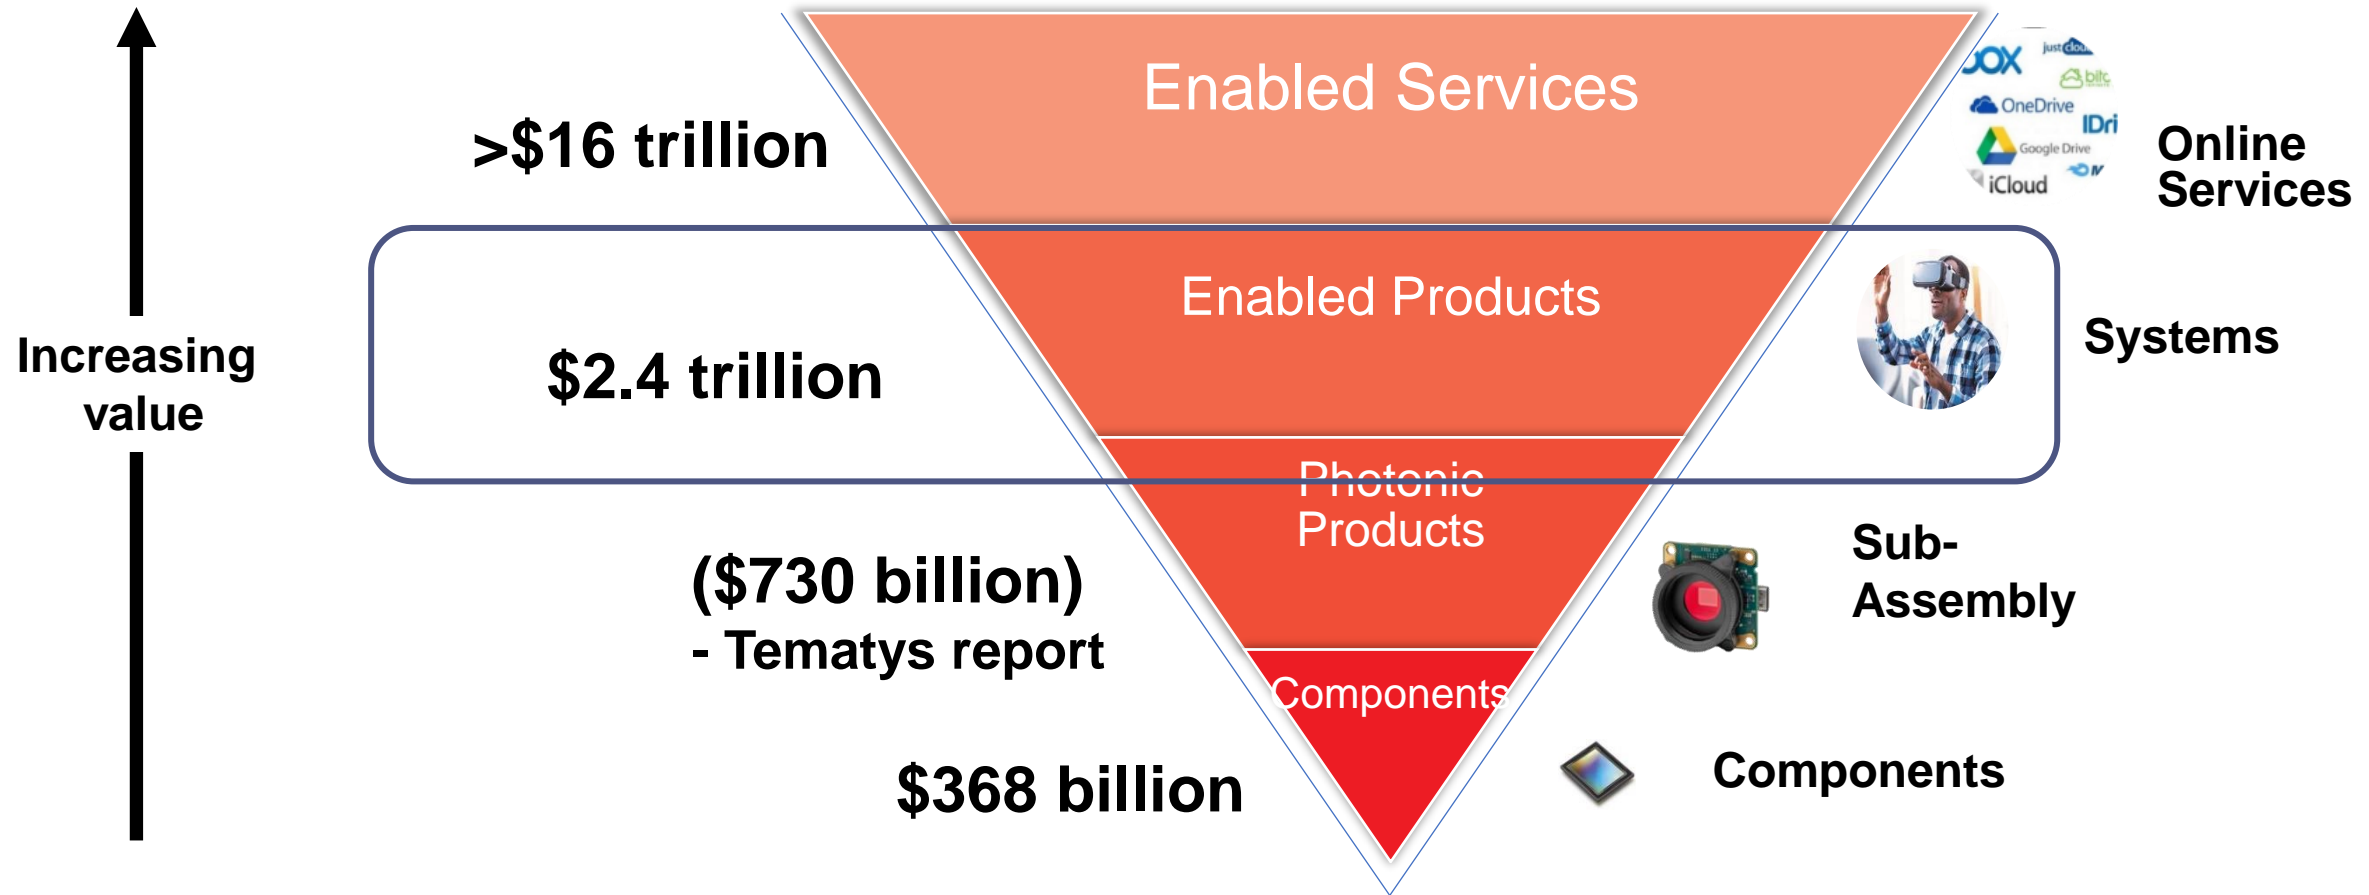 Enabled Services
>$16 trillion
justcloud
OneDrive
Google Drive
iCloud
Online
Services
Enabled Products
$2.4 trillion
Systems
Increasing
value
Photonic
Products
($730 billion)
- Tematys report
Sub-
Assembly
Components
$368 billion
Components